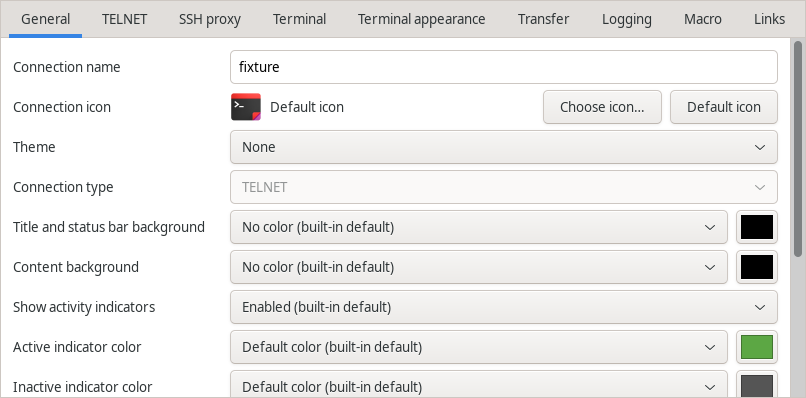 General TELNET SSH proxy Terminal Terminal appearance Transfer Logging Macro Links
Connection name fixture
Connection icon Default icon Choose icon... Default icon
Theme None
Connection type TELNET
Title and status bar background No color (built-in default)
Content background No color (built-in default)
Show activity indicators Enabled (built-in default)
Active indicator color Default color (built-in default)
Inactive indicator color Default color (built-in default)